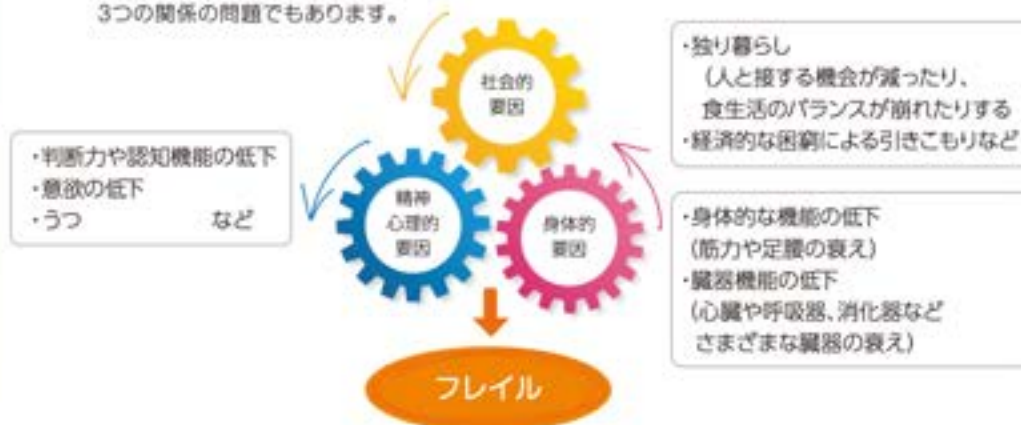 3つの関係の問題でもあります。
社会的
要因
・独り暮らし
(人と接する機会が減ったり、
食生活のバランスが崩れたりする
・経済的な困窮による引きこもりなど
・判断力や認知機能の低下
・意欲の低下
・うつ など
精神
心理的
要因
身体的
要因
・身体的な機能の低下
(筋力や足腰の衰え)
・臓器機能の低下
(心臓や呼吸器、消化器など
さまざまな臓器の衰え)
フレイル